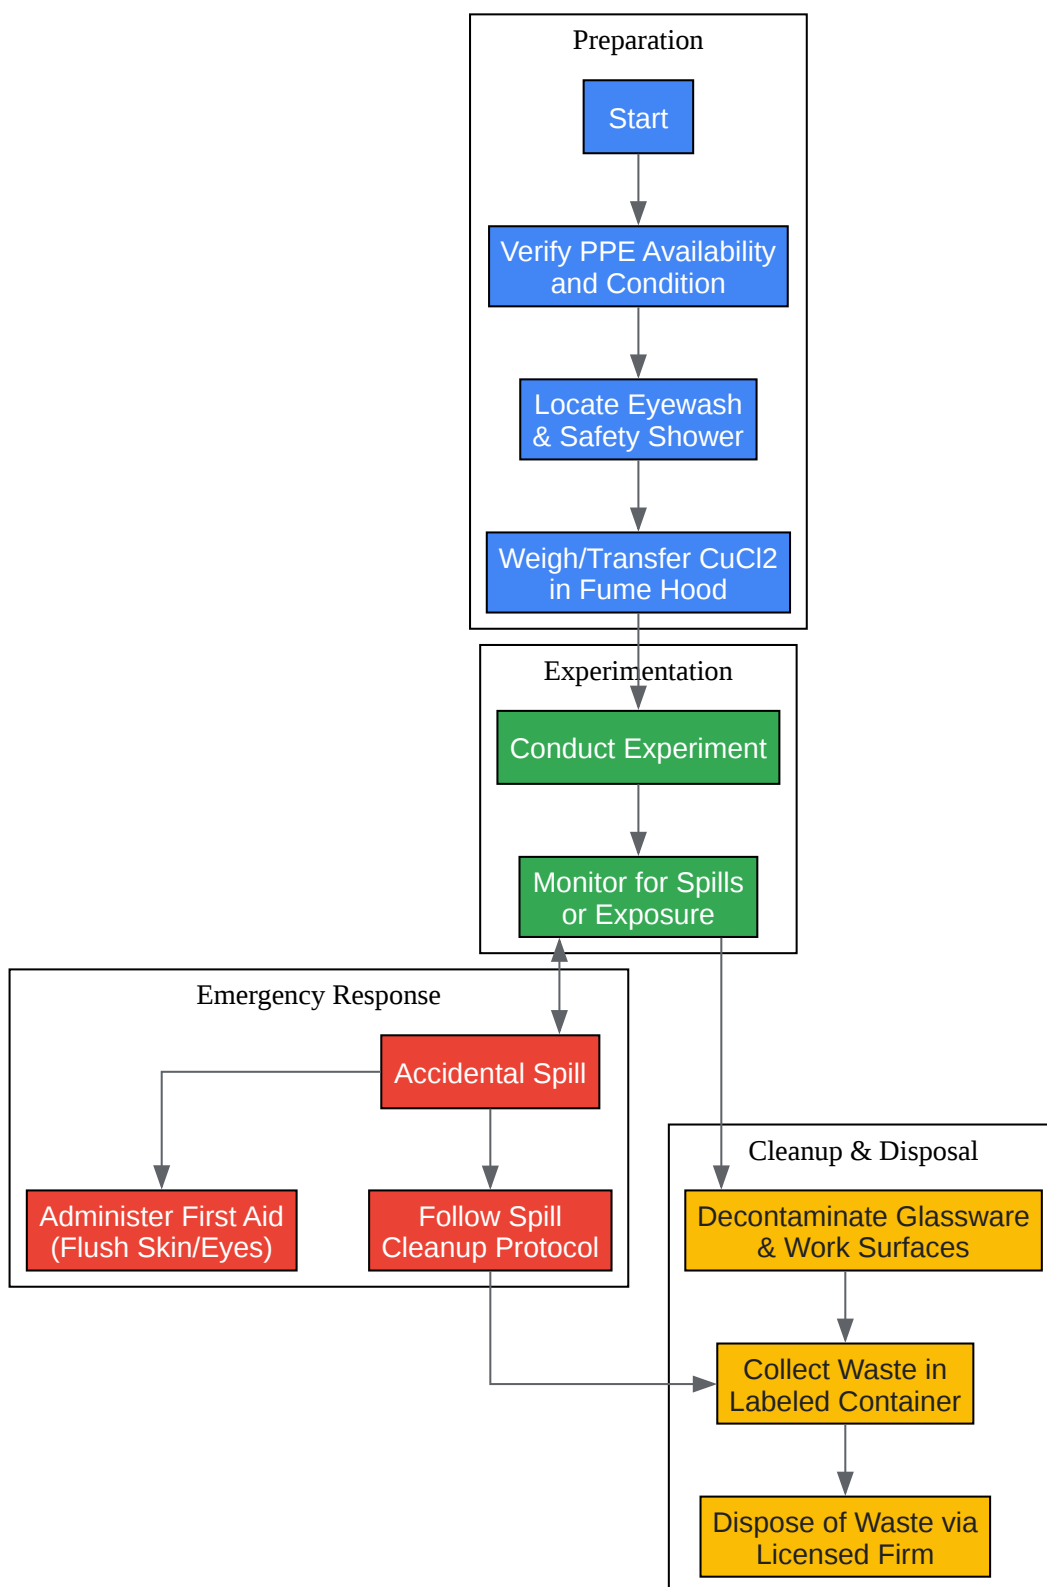 Preparation
Start
Verify PPE Availability
and Condition
Locate Eyewash
& Safety Shower
Weigh/Transfer CuCl2
in Fume Hood
Experimentation
Conduct Experiment
Monitor for Spills
or Exposure
Emergency Response
Accidental Spill
Administer First Aid
(Flush Skin/Eyes)
Follow Spill
Cleanup Protocol
Cleanup & Disposal
Decontaminate Glassware
& Work Surfaces
Collect Waste in
Labeled Container
Dispose of Waste via
Licensed Firm